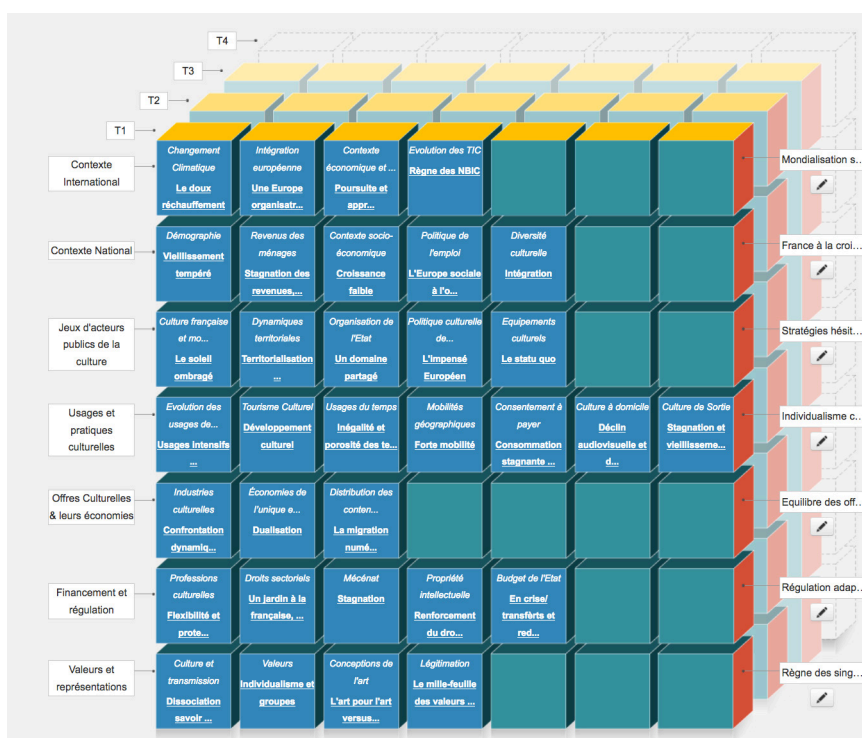 T4
T3
T2
T1
Contexte
International
Changement
Climatique
Le doux
réchauffement
Intégration
européenne
Une Europe
organisatr...
Contexte
économique et ...
Poursuite et
appr...
Evolution des TIC
Règne des NBIC
Mondialisation s...
Contexte National
Démographie
Vieillissement
tempéré
Revenus des
ménages
Stagnation des
revenues,...
Contexte socio-
économique
Croissance
faible
Politique de
l'emploi
L'Europe sociale
à l'o...
Diversité
culturelle
Intégration
France à la croi...
Jeux d'acteurs
publics de la
culture
Culture française
et mo...
Le soleil
ombragé
Dynamiques
territoriales
Territorialisation
...
Organisation de
l'Etat
Un domaine
partagé
Politique culturelle
de...
L'impensé
Européen
Equipements
culturels
Le statu quo
Stratégies hésit...
Usages et
pratiques
culturelles
Evolution des
usages de...
Usages intensifs
...
Tourisme Culturel
Développement
culturel
Usages du temps
Inégalité et
porosité des te...
Mobilités
géographiques
Forte mobilité
Consentement à
payer
Consommation
stagnante ...
Culture à domicile
Déclin
audiovisuelle et
d...
Culture de Sortie
Stagnation et
vieillisseme...
Individualisme c...
Offres Culturelles
& leurs économies
Industries
culturelles
Confrontation
dynamiq...
Économies de
l'unique e...
Dualisation
Distribution des
conten...
La migration
numé...
Equilibre des off...
Financement et
régulation
Professions
culturelles
Flexibilité et
prote...
Droits sectoriels
Un jardin à la
française, ...
Mécénat
Stagnation
Propriété
intellectuelle
Renforcement
du dro...
Budget de l'Etat
En crise/
transfèrts et
red...
Régulation adap...
Valeurs et
représentations
Culture et
transmission
Dissociation
savoir ...
Valeurs
Individualisme et
groupes
Conceptions de
l'art
L'art pour l'art
versus...
Légitimation
Le mille-feuille
des valeurs ...
Règne des sing...